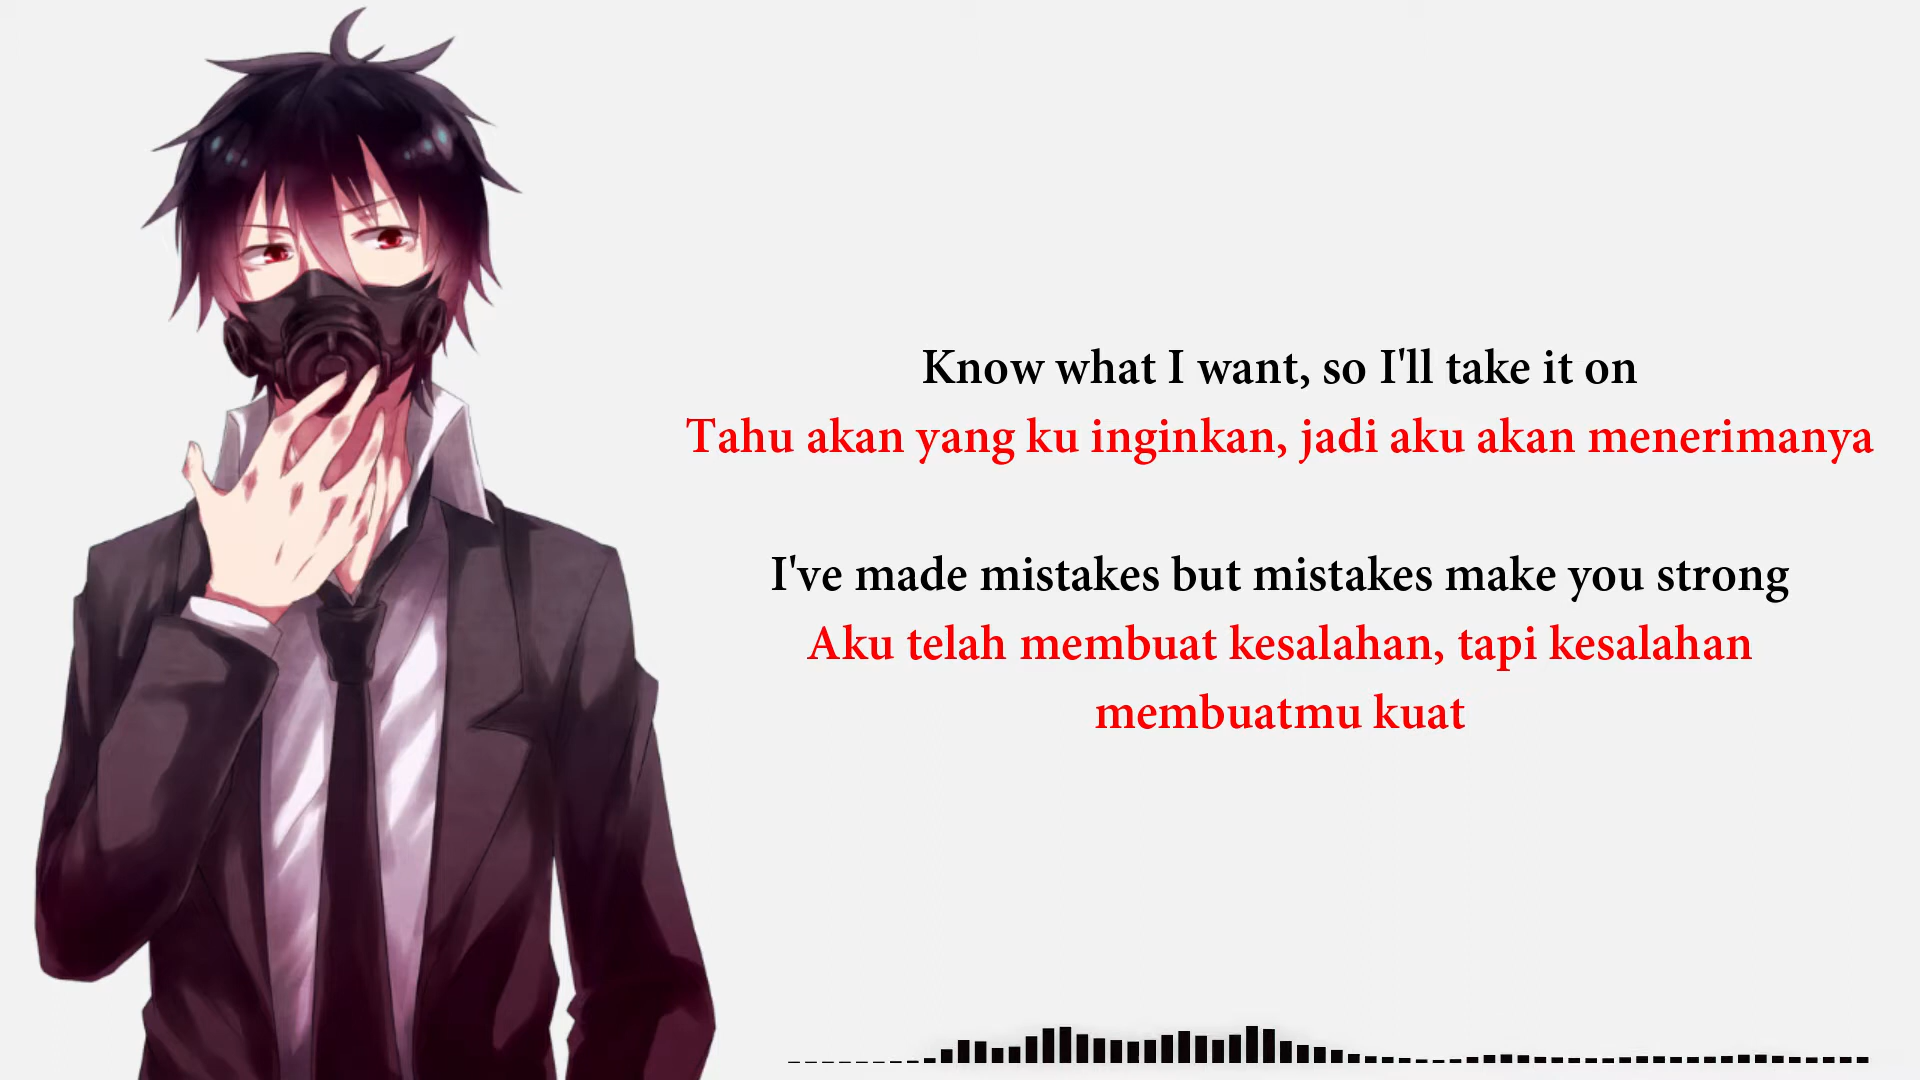 Know what I want, so I'll take it on
Tahu akan yang ku inginkan, jadi aku akan menerimanya
I've made mistakes but mistakes make you strong
Aku telah membuat kesalahan, tapi kesalahan
membuatmu kuat